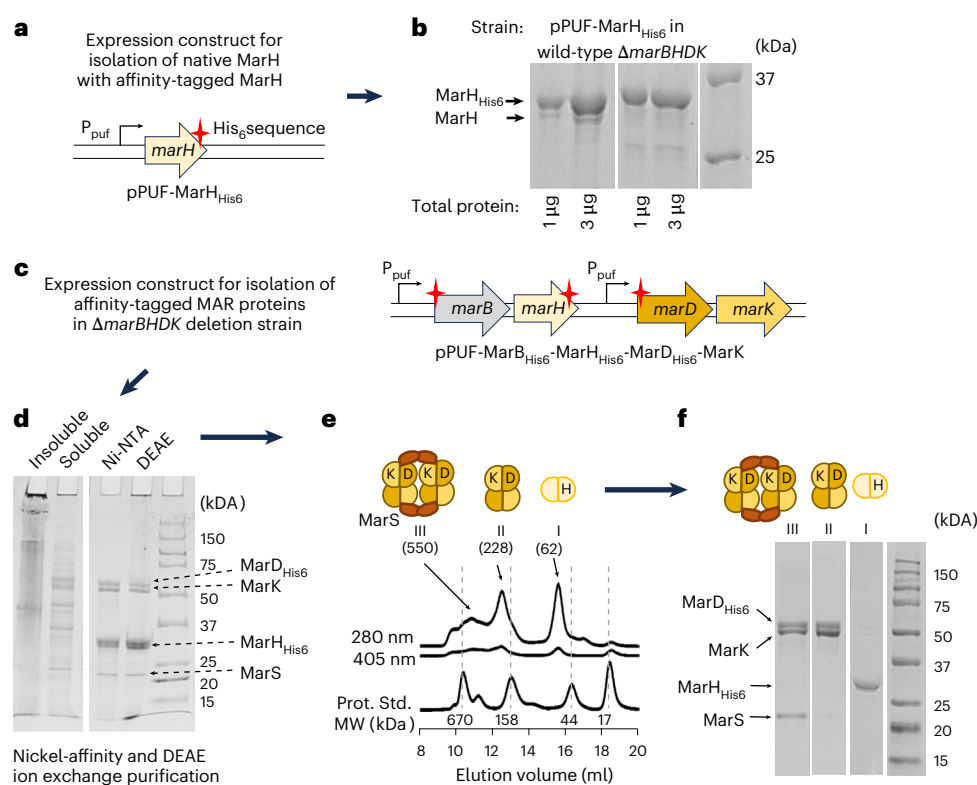 a
Expression construct for
isolation of native MarH
with affinity-tagged MarH
Ppuf
His6sequence
marH
pPUF-MarHHis6
b
Strain: pPUF-MarHHis6 in
wild-type ΔmarBHDK
(kDa)
MarHHis6
MarH
37
25
Total protein:
1 µg
3 µg
1 µg
3 µg
c
Expression construct for isolation of
affinity-tagged MAR proteins
in ΔmarBHDK deletion strain
Ppuf
Ppuf
marB
marH
marD
marK
pPUF-MarBHis6-MarHHis6-MarDHis6-MarK
d
Insoluble
Soluble
Ni-NTA
DEAE
(kDA)
150
75
50
37
25
20
15
MarDHis6
MarK
MarHHis6
MarS
Nickel-affinity and DEAE
ion exchange purification
e
K D K D
K D
H
MarS
III II I
(550) (228) (62)
280 nm
405 nm
Prot. Std.
MW (kDa) 670 158 44 17
8 10 12 14 16 18 20
Elution volume (ml)
f
K D K D
K D
H
III II I
(kDa)
MarDHis6
MarK
MarHHis6
MarS
150
75
50
37
25
20
15